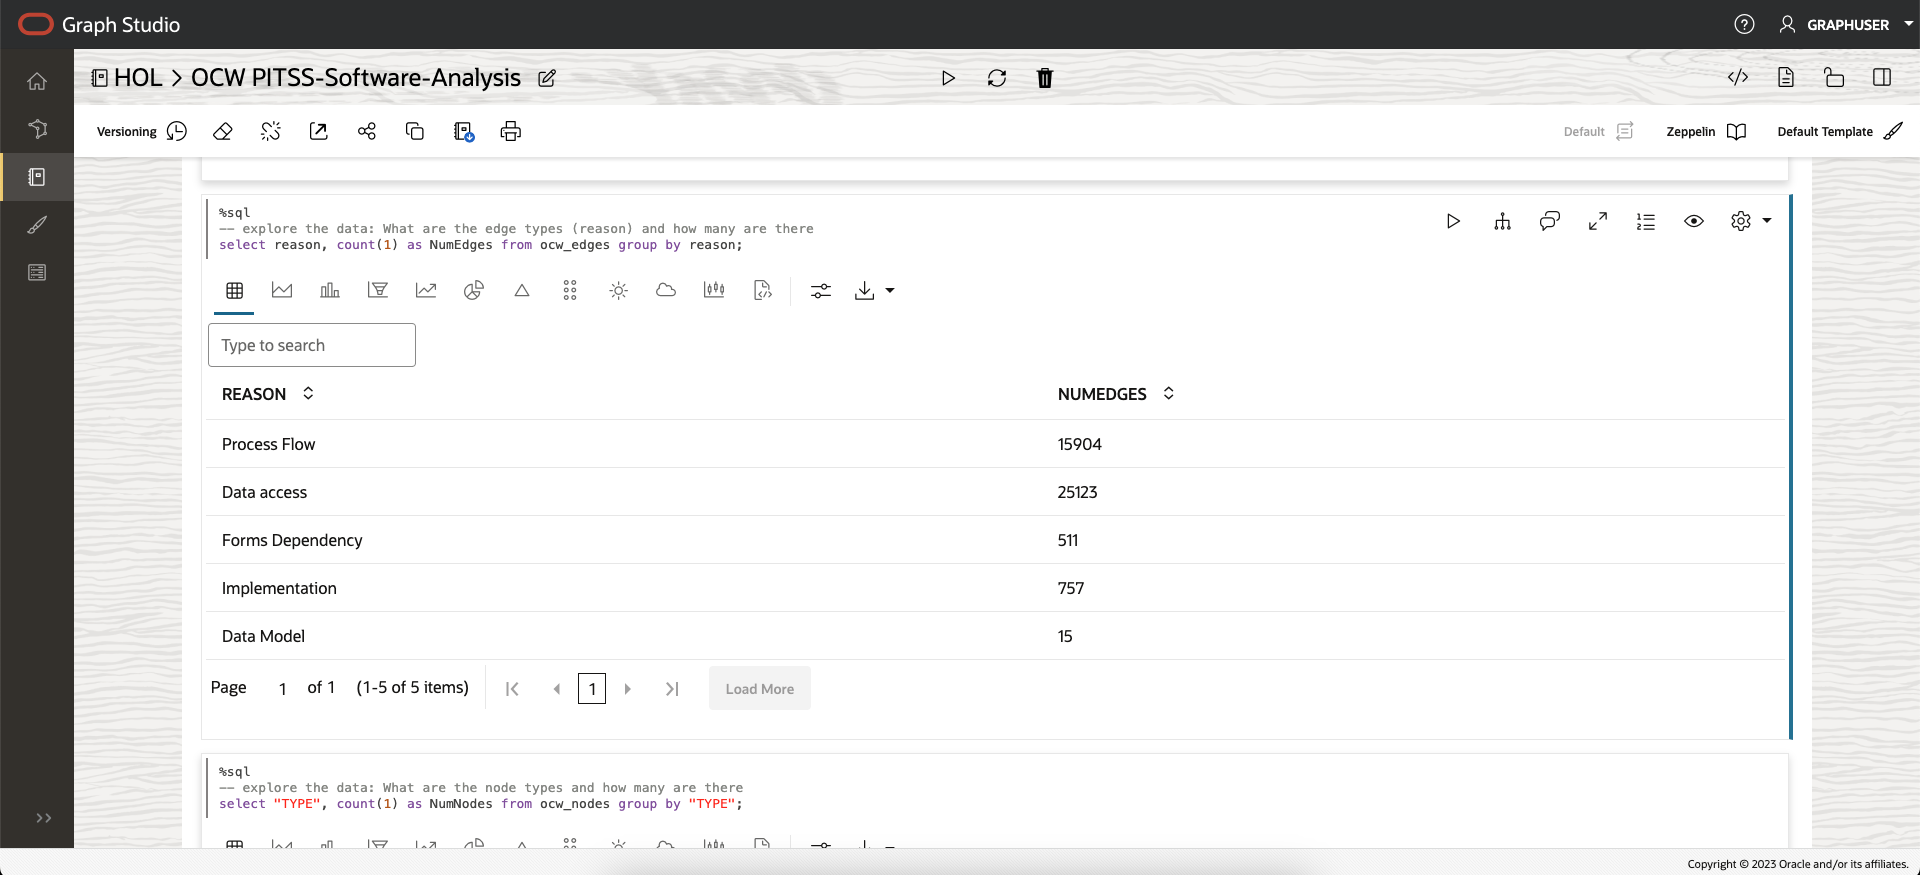 Graph Studio
GRAPHUSER
HOL > OCW PITSS-Software-Analysis
Versioning
Default
Zeppelin
Default Template
%sql
-- explore the data: What are the edge types (reason) and how many are there
select reason, count(1) as NumEdges from ocw_edges group by reason;
Type to search
REASON NUMEDGES
Process Flow 15904
Data access 25123
Forms Dependency 511
Implementation 757
Data Model 15
Page 1 of 1 (1-5 of 5 items) 1 Load More
%sql
-- explore the data: What are the node types and how many are there
select "TYPE", count(1) as NumNodes from ocw_nodes group by "TYPE";
Copyright © 2023 Oracle and/or its affiliates.